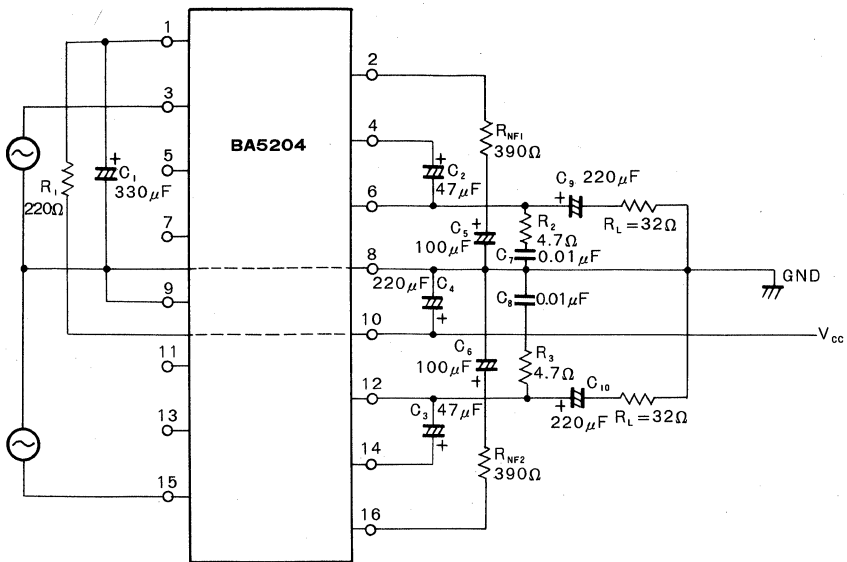 BA5204
1
3
5
7
9
11
13
15
2
4
6
8
10
12
14
16
R1
220Ω
+
C1
330μF
RNF1
390Ω
+
C2
47μF
C9 220μF
+
R2
4.7Ω
RL=32Ω
C5 +
100μF
C7 0.01μF
GND
220μF C4
+
C8 0.01μF
Vcc
C6
100μF
+
R3
4.7Ω
C10
+
220μF
RL=32Ω
C3 47μF
+
RNF2
390Ω